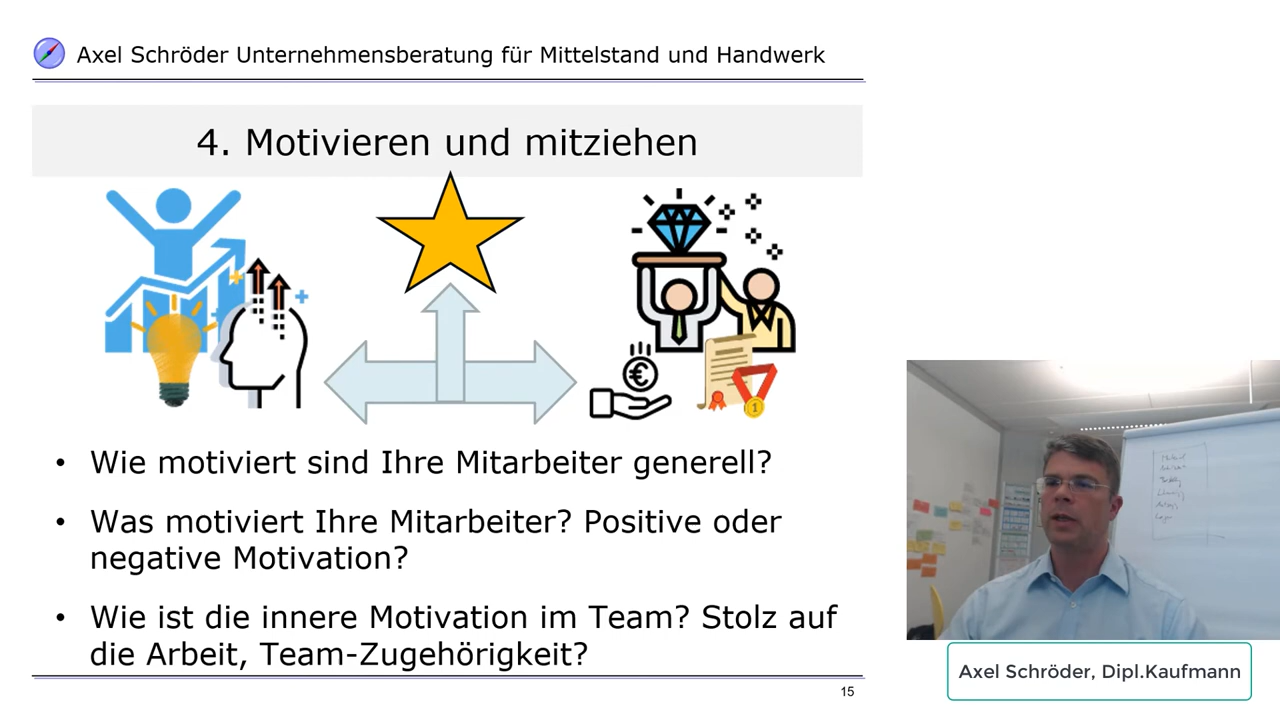 Axel Schröder Unternehmensberatung für Mittelstand und Handwerk
4. Motivieren und mitziehen
€
1
• Wie motiviert sind Ihre Mitarbeiter generell?
• Was motiviert Ihre Mitarbeiter? Positive oder
negative Motivation?
• Wie ist die innere Motivation im Team? Stolz auf
die Arbeit, Team-Zugehörigkeit?
15
Axel Schröder, Dipl.Kaufmann